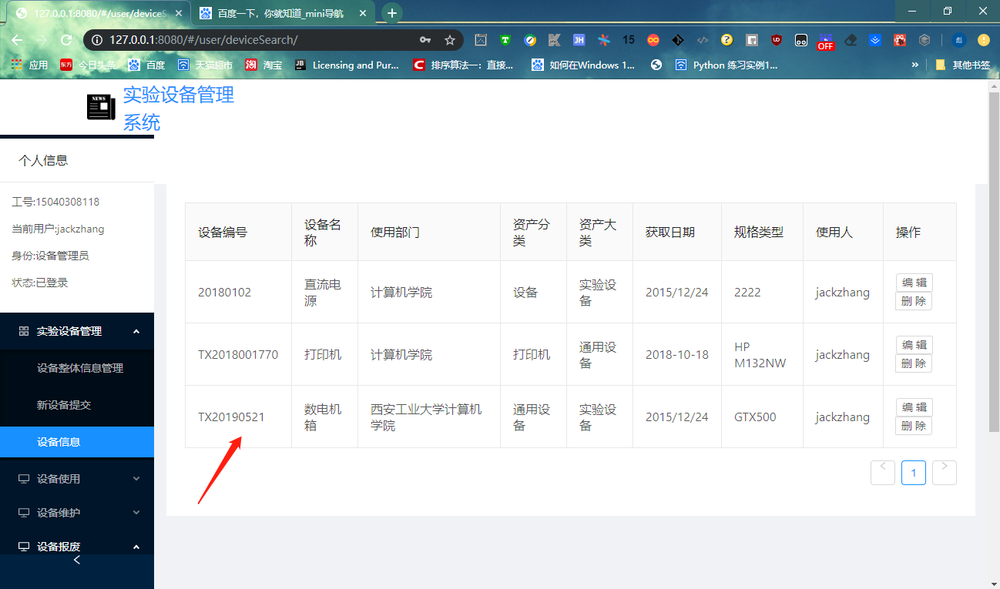 127.0.0.1:8080/#/user/deviceS
百度一下，你就知道_mini导航
127.0.0.1:8080/#/user/deviceSearch/
JH
15
UD
OFF
彪
应用
东方
今日头条
百度
天猫超市
淘
淘宝
JB
Licensing and Pur...
C
排序算法一：直接...
如何在Windows 1...
Python 练习实例1...
»
其他书签
NEWS
实验设备管理
系统
个人信息
工号:15040308118
当前用户:jackzhang
身份:设备管理员
状态:已登录
实验设备管理
设备整体信息管理
新设备提交
设备信息
设备使用
设备维护
设备报废
设备编号
设备名
称
使用部门
资产分
类
资产大
类
获取日期
规格类型
使用人
操作
20180102
直流电
源
计算机学院
设备
实验设
备
2015/12/24
2222
jackzhang
编 辑
删 除
TX2018001770
打印机
计算机学院
打印机
通用设
备
2018-10-18
HP
M132NW
jackzhang
编 辑
删 除
TX20190521
数电机
箱
西安工业大学计算机
学院
通用设
备
实验设
备
2015/12/24
GTX500
jackzhang
编 辑
删 除
1